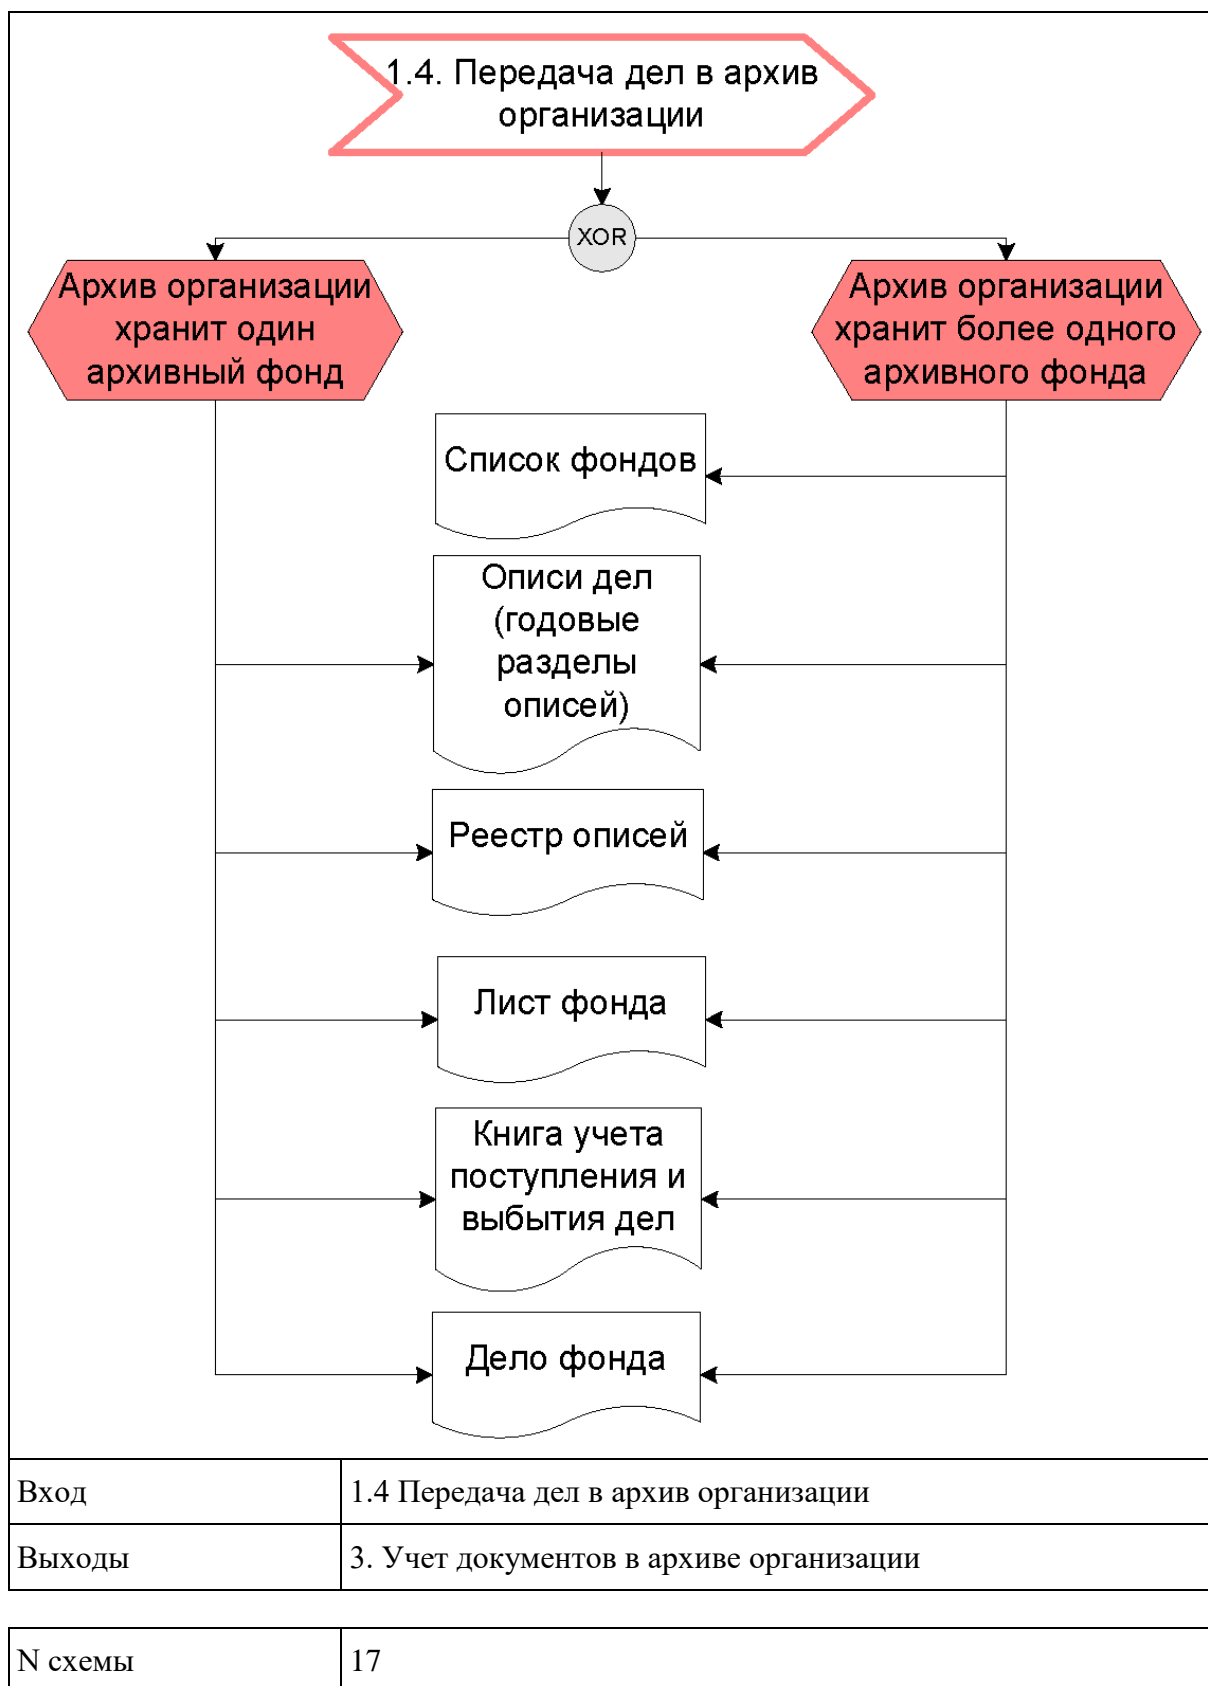 1.4. Передача дел в архив
организации
XOR
Архив организации
хранит один
архивный фонд
Архив организации
хранит более одного
архивного фонда
Список фондов
Описи дел
(годовые
разделы
описей)
Реестр описей
Лист фонда
Книга учета
поступления и
выбытия дел
Дело фонда
Вход 1.4 Передача дел в архив организации
Выходы 3. Учет документов в архиве организации
N схемы 17